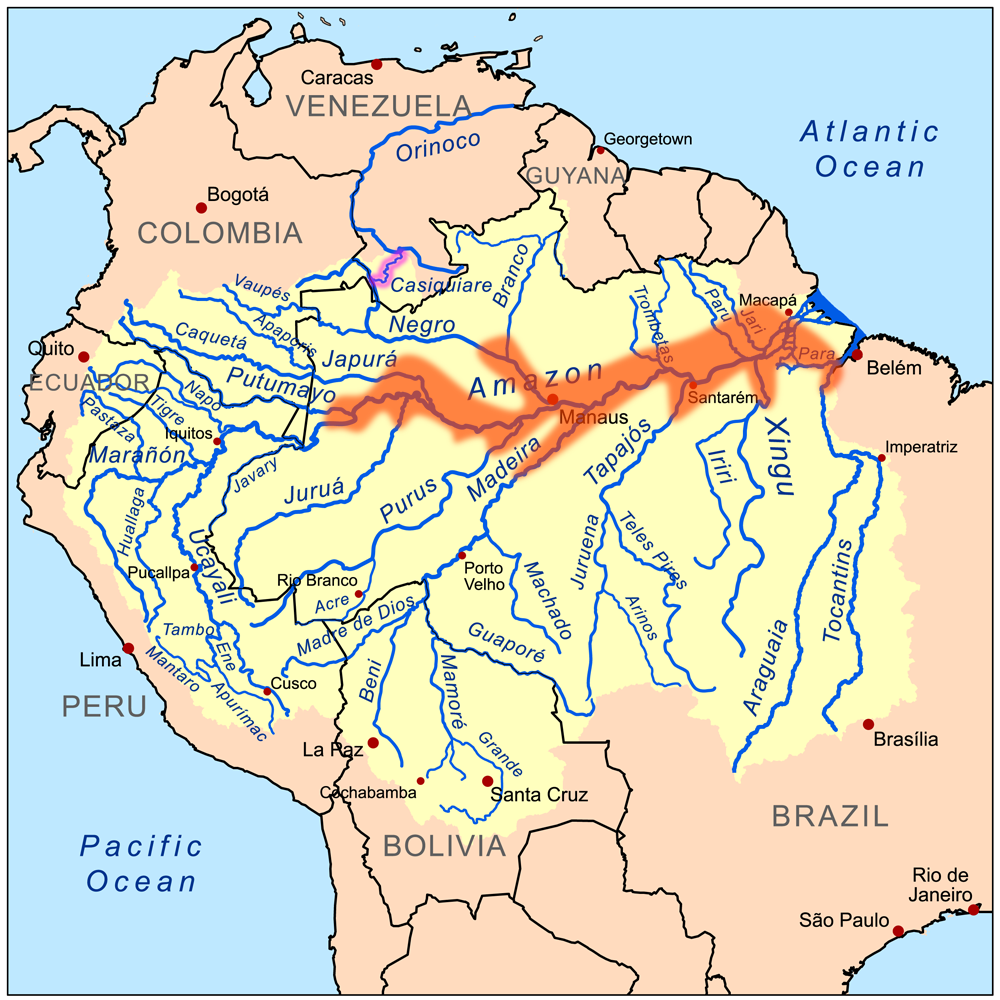 Caracas
VENEZUELA
Atlantic
Ocean
Orinoco
Georgetown
GUYANA
Bogotá
COLOMBIA
Vaupés
Casiquiare
Branco
Negro
Apaporis
Caquetá
Japurá
Trombetas
Paru
Jari
Macapá
Para
Belém
Quito
ECUADOR
Putumayo
Napo
Tigre
Pastaza
Iquitos
Marañón
Amazon
Manaus
Santarém
Imperatriz
Javary
Juruá
Purus
Madeira
Tapajós
Iriri
Xingu
Huallaga
Ucayali
Pucallpa
Rio Branco
Acre
Porto
Velho
Machado
Juruena
Teles Pires
Arinos
Araguaia
Tocantins
Madre de Dios
Guaporé
Tambo
Ene
Lima
Mantaro
Apurimac
Cusco
PERU
Beni
Mamoré
Grande
La Paz
Cochabamba
Santa Cruz
BOLIVIA
Brasília
BRAZIL
Pacific
Ocean
Rio de
Janeiro
São Paulo